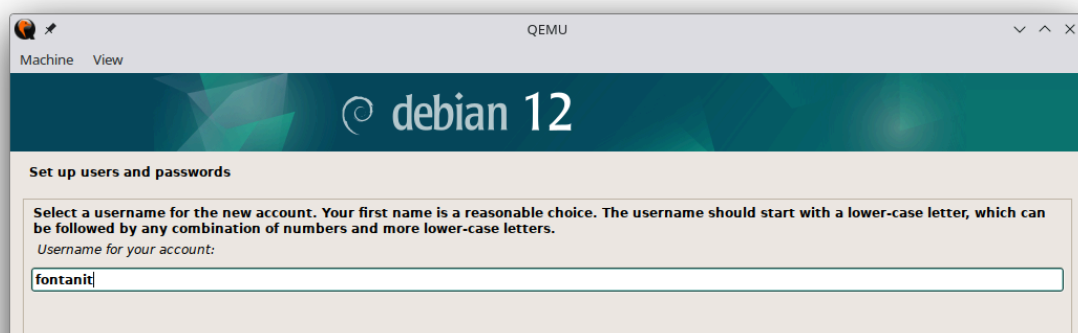 QEMU
Machine View
debian 12
Set up users and passwords
Select a username for the new account. Your first name is a reasonable choice. The username should start with a lower-case letter, which can
be followed by any combination of numbers and more lower-case letters.
Username for your account:
fontanit